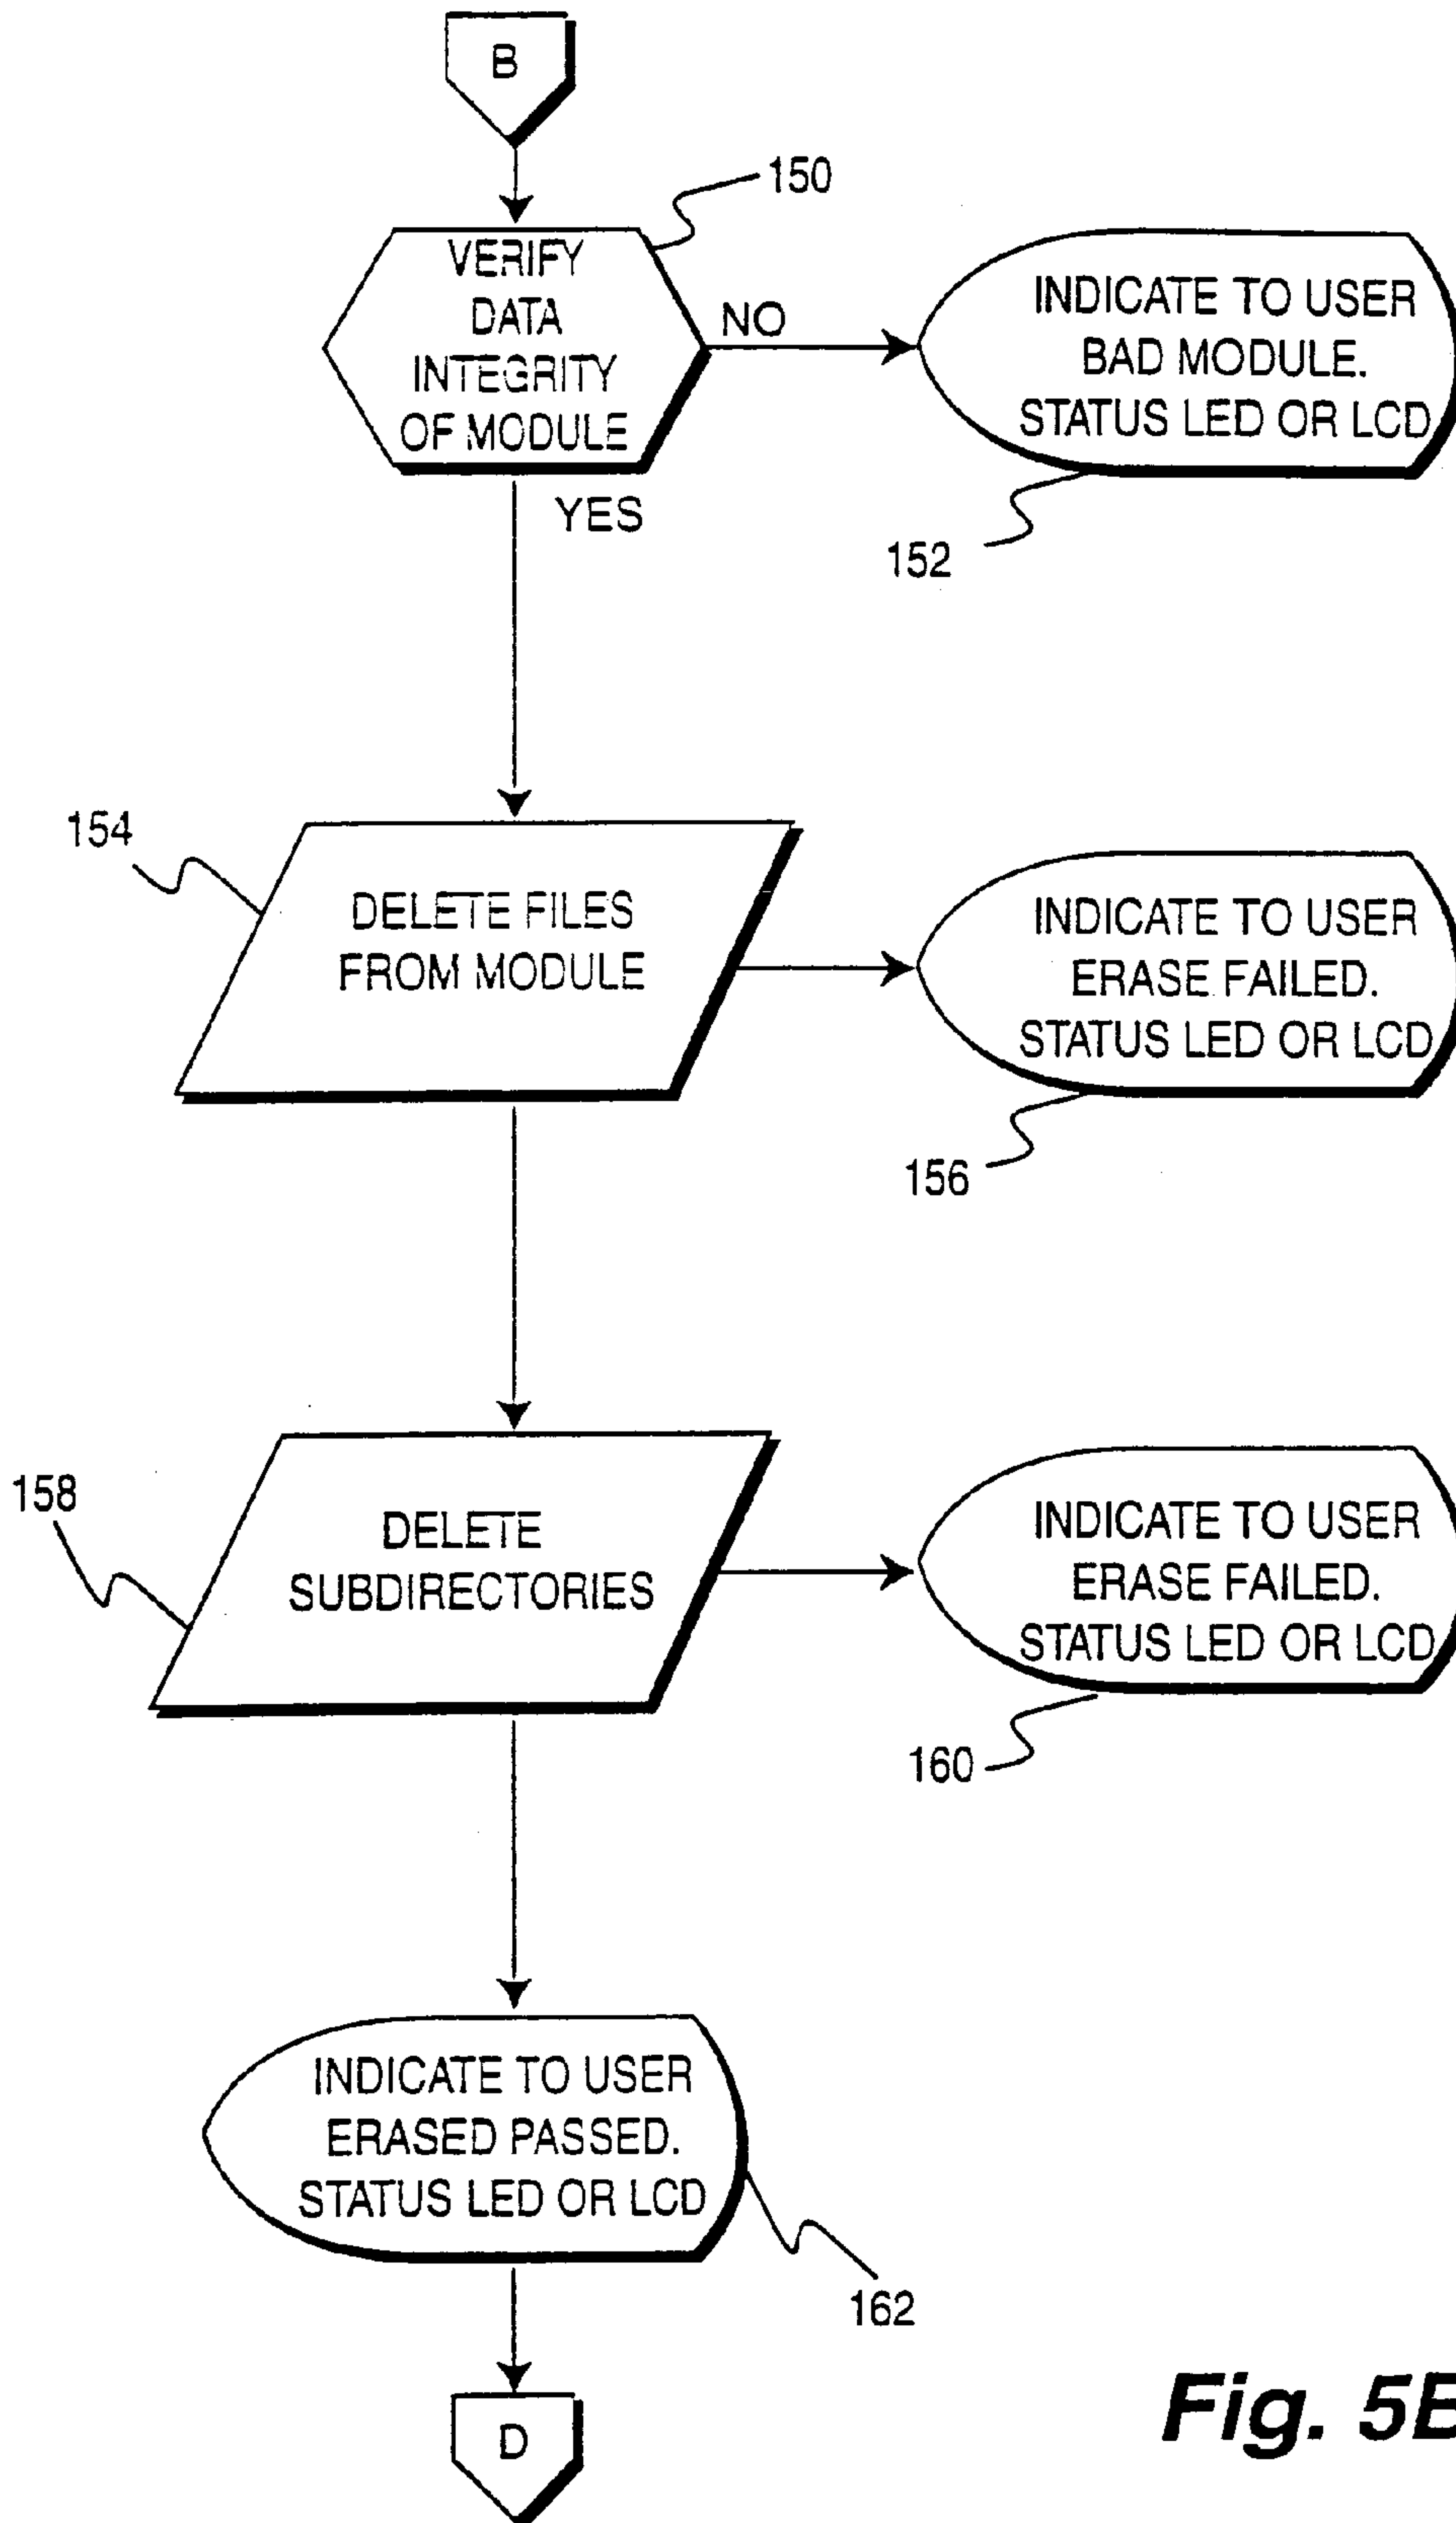 B
150
VERIFY
DATA
INTEGRITY
OF MODULE
NO
INDICATE TO USER
BAD MODULE.
STATUS LED OR LCD
YES
152
154
DELETE FILES
FROM MODULE
INDICATE TO USER
ERASE FAILED.
STATUS LED OR LCD
156
158
DELETE
SUBDIRECTORIES
INDICATE TO USER
ERASE FAILED.
STATUS LED OR LCD
160
INDICATE TO USER
ERASED PASSED.
STATUS LED OR LCD
162
D
Fig. 5B